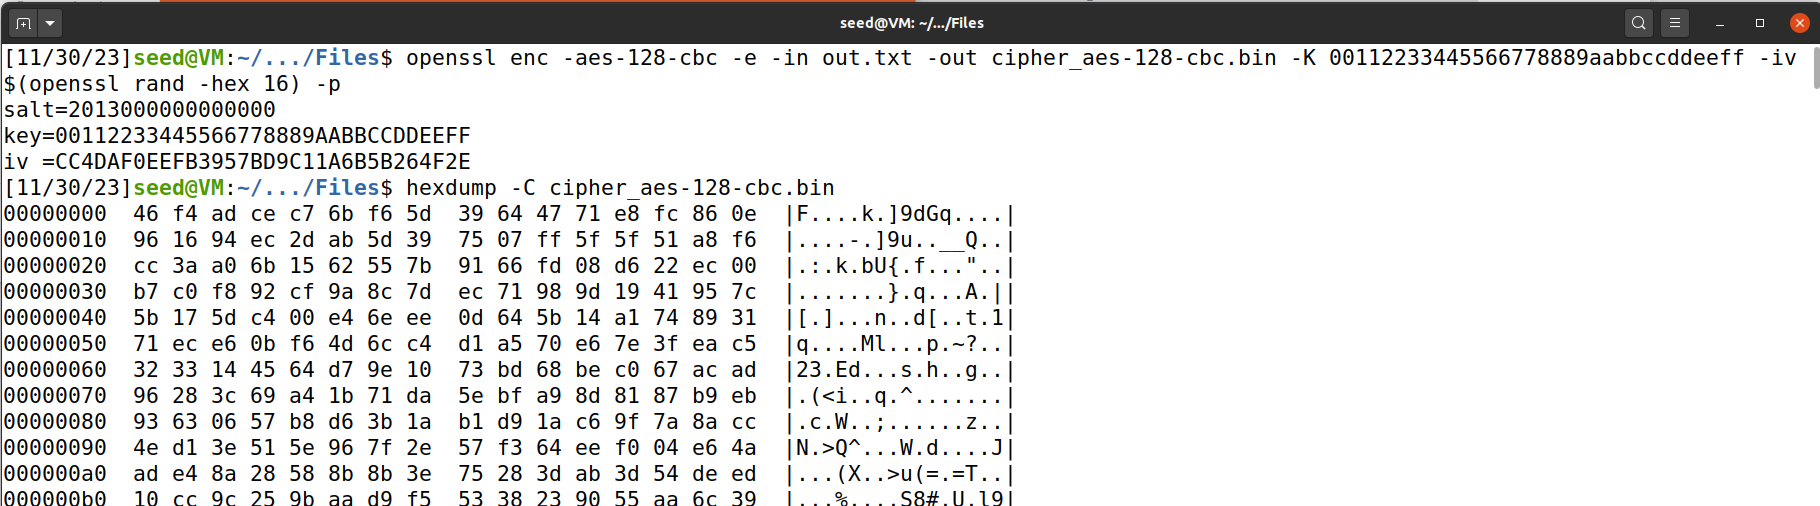 seed@VM: ~/.../Files
[11/30/23]seed@VM:~/.../Files$ openssl enc -aes-128-cbc -e -in out.txt -out cipher_aes-128-cbc.bin -K 00112233445566778889aabbccddeeff -iv
$(openssl rand -hex 16) -p
salt=2013000000000000
key=00112233445566778889AABBCCDDEEFF
iv =CC4DAF0EEFB3957BD9C11A6B5B264F2E
[11/30/23]seed@VM:~/.../Files$ hexdump -C cipher_aes-128-cbc.bin
00000000  46 f4 ad ce c7 6b f6 5d  39 64 47 71 e8 fc 86 0e  |F....k.]9dGq....|
00000010  96 16 94 ec 2d ab 5d 39  75 07 ff 5f 5f 51 a8 f6  |....-.]9u..__Q..|
00000020  cc 3a a0 6b 15 62 55 7b  91 66 fd 08 d6 22 ec 00  |.:.k.bU{.f..."..|
00000030  b7 c0 f8 92 cf 9a 8c 7d  ec 71 98 9d 19 41 95 7c  |.......}.q...A.||
00000040  5b 17 5d c4 00 e4 6e ee  0d 64 5b 14 a1 74 89 31  |[.]...n..d[..t.1|
00000050  71 ec e6 0b f6 4d 6c c4  d1 a5 70 e6 7e 3f ea c5  |q....Ml...p.~?..|
00000060  32 33 14 45 64 d7 9e 10  73 bd 68 be c0 67 ac ad  |23.Ed...s.h..g..|
00000070  96 28 3c 69 a4 1b 71 da  5e bf a9 8d 81 87 b9 eb  |.(<i..q.^.......|
00000080  93 63 06 57 b8 d6 3b 1a  b1 d9 1a c6 9f 7a 8a cc  |.c.W..;......z..|
00000090  4e d1 3e 51 5e 96 7f 2e  57 f3 64 ee f0 04 e6 4a  |N.>Q^...W.d....J|
000000a0  ad e4 8a 28 58 8b 8b 3e  75 28 3d ab 3d 54 de ed  |...(X..>u(=.=T..|
000000b0  10 cc 9c 25 9b aa d9 f5  53 38 23 90 55 aa 6c 39  |...%....S8#.U.l9|